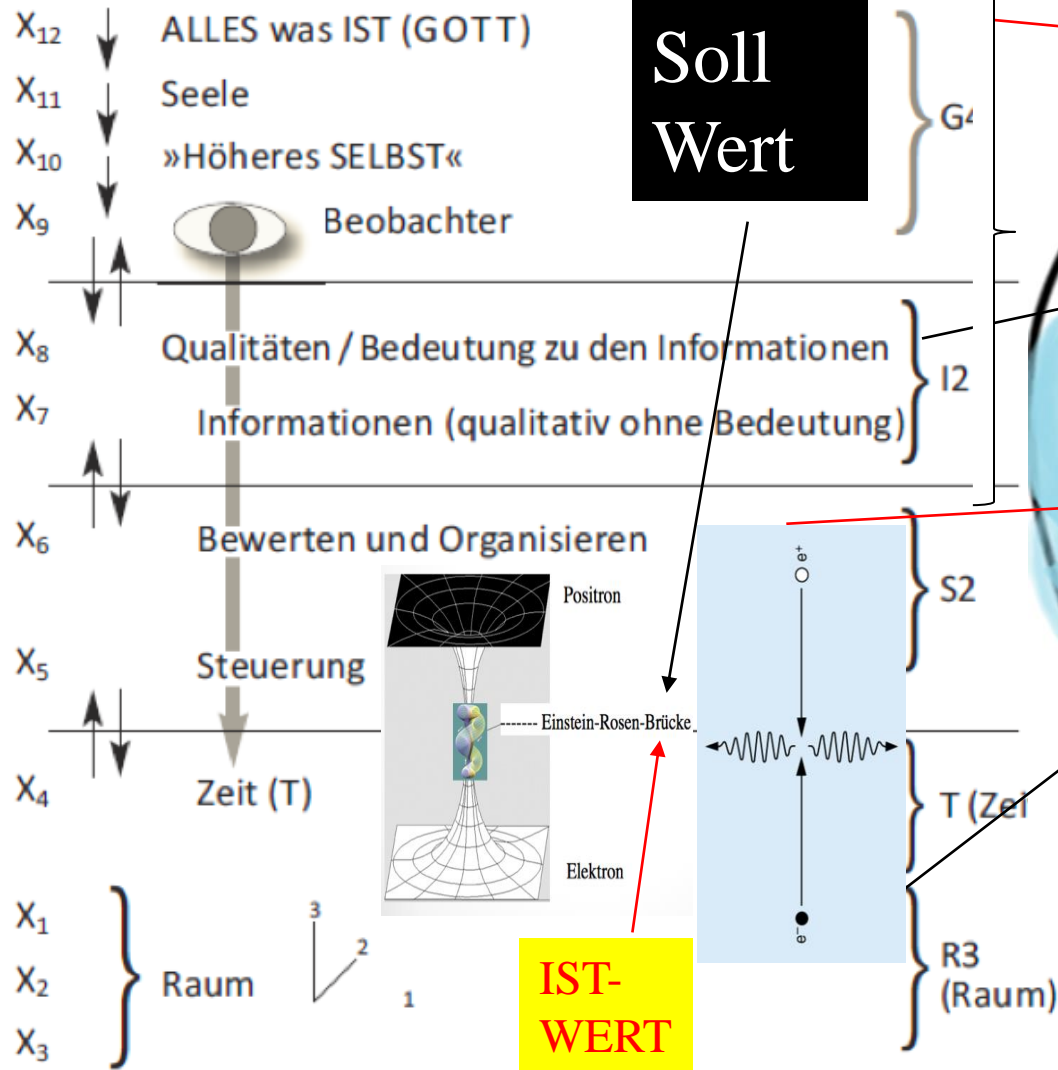 X₁₂ ALLES was IST (GOTT)
Soll
Wert
X₁₁ Seele
G4
X₁₀ »Höheres SELBST«
X₉ Beobachter
X₈ Qualitäten / Bedeutung zu den Informationen
I2
X₇ Informationen (qualitativ ohne Bedeutung)
X₆ Bewerten und Organisieren
e⁺
Positron
S2
X₅ Steuerung
Einstein-Rosen-Brücke
X₄ Zeit (T)
T (Zei
Elektron
e⁻
X₁
3
2
1
X₂ Raum
R3
(Raum)
X₃
IST-
WERT